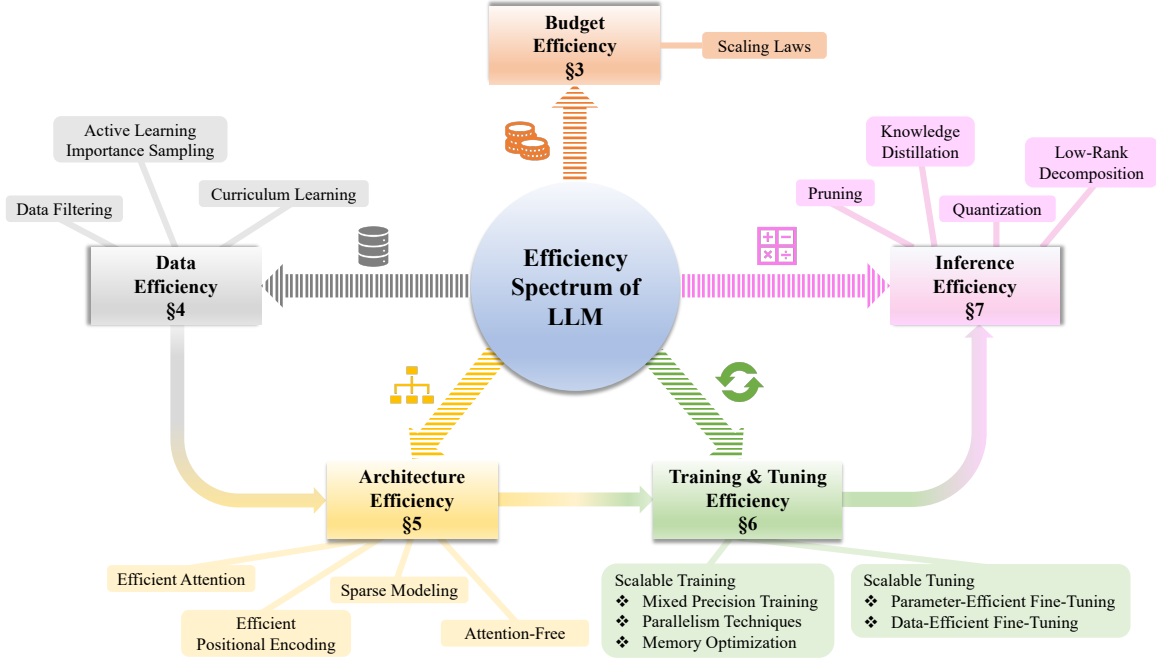 Budget
Efficiency
§3
Scaling Laws
Active Learning
Importance Sampling
Data Filtering
Curriculum Learning
Data
Efficiency
§4
Efficiency
Spectrum of
LLM
Knowledge
Distillation
Low-Rank
Decomposition
Pruning
Quantization
Inference
Efficiency
§7
Architecture
Efficiency
§5
Training & Tuning
Efficiency
§6
Efficient Attention
Sparse Modeling
Efficient
Positional Encoding
Attention-Free
Scalable Training
❖ Mixed Precision Training
❖ Parallelism Techniques
❖ Memory Optimization
Scalable Tuning
❖ Parameter-Efficient Fine-Tuning
❖ Data-Efficient Fine-Tuning